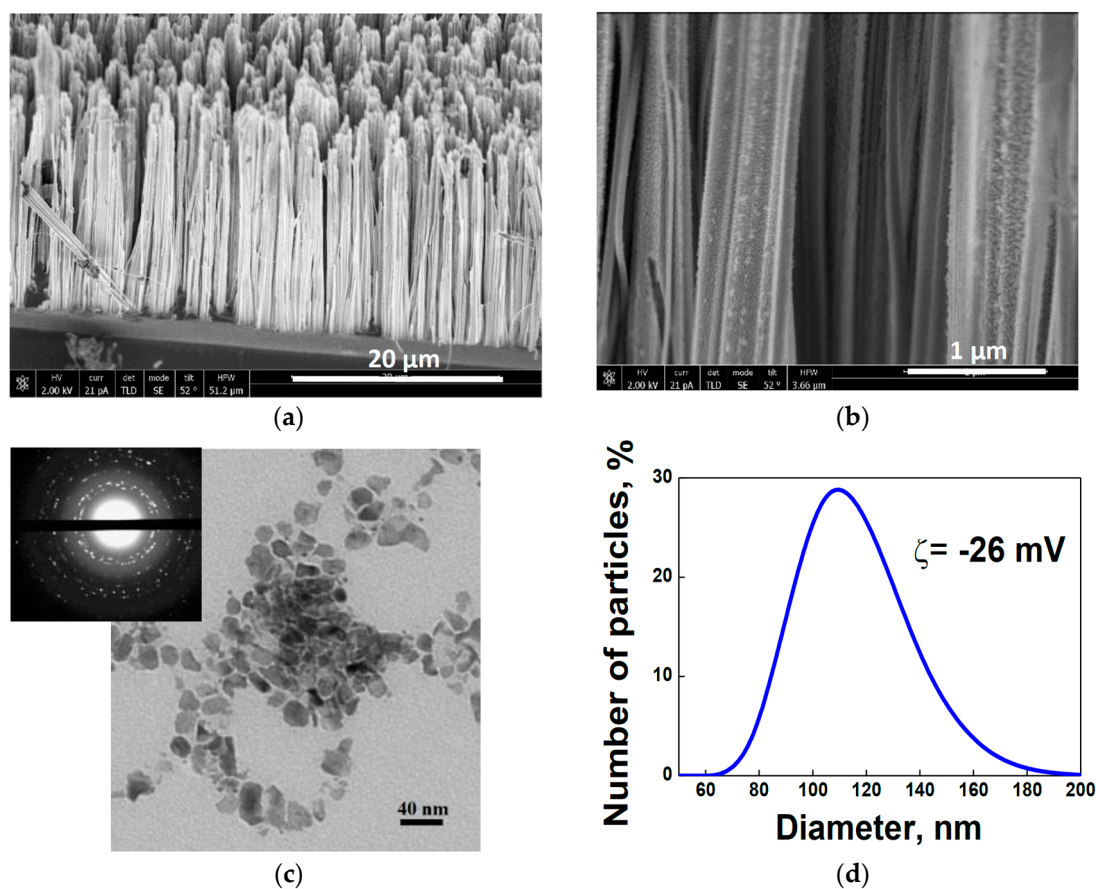 20 μm
HV curr det mode tilt HFW
2.00 kV 21 pA TLD SE 52 ° 51.2 μm
(a)
1 μm
HV curr det mode tilt HFW
2.00 kV 21 pA TLD SE 52 ° 3.66 μm
(b)
40 nm
(c)
Number of particles, %
30
20
10
0
ζ= -26 mV
60 80 100 120 140 160 180 200
Diameter, nm
(d)